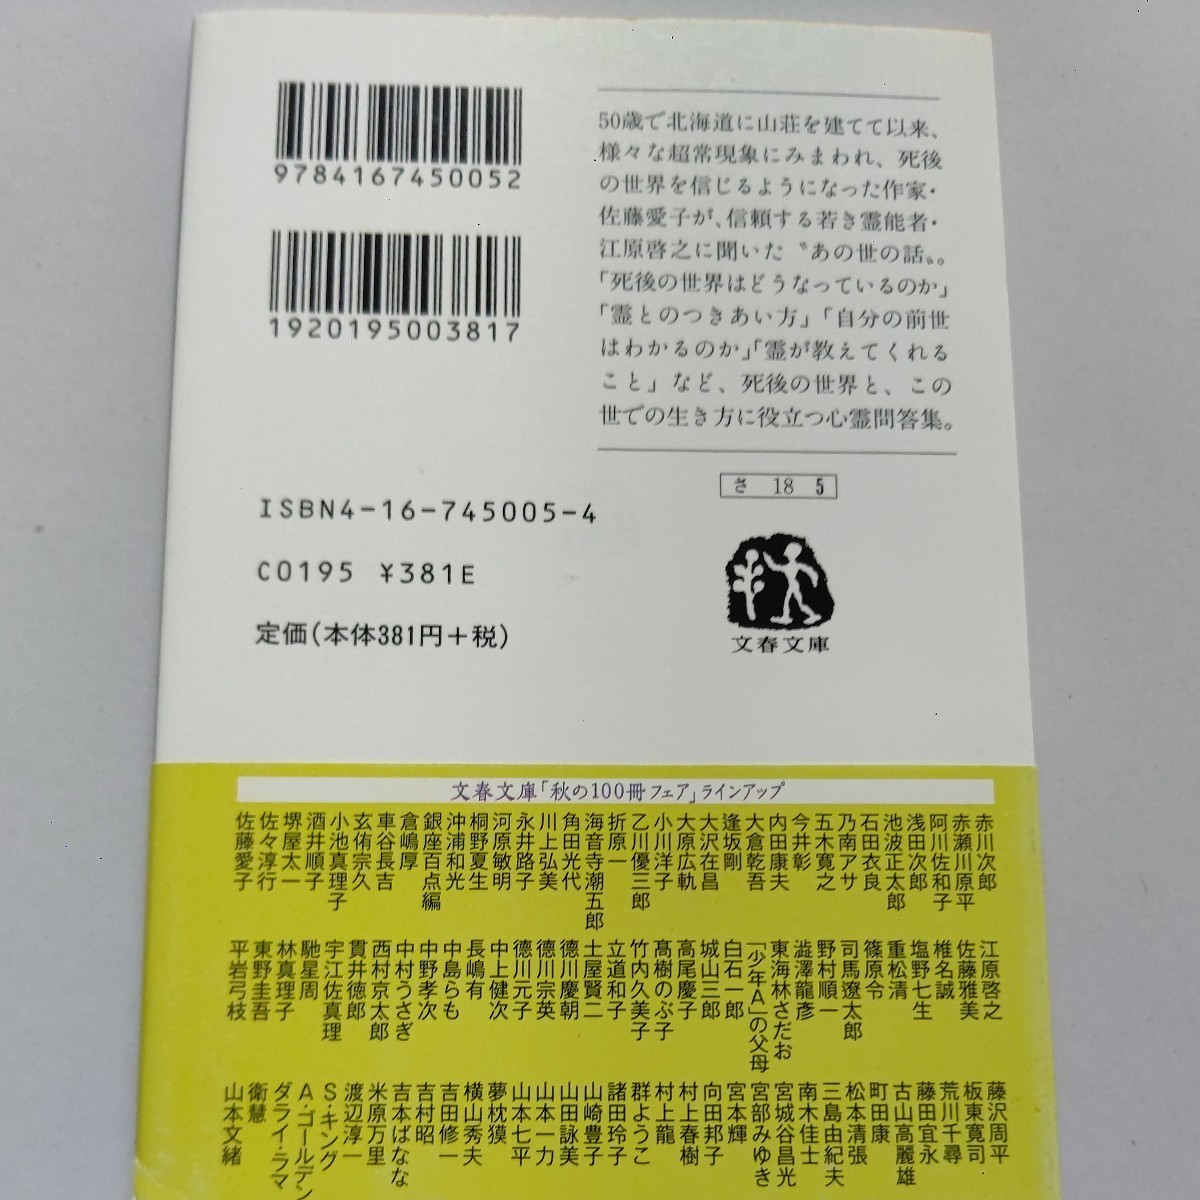 9784167450052
1920195003817
50歳で北海道に山荘を建てて以来、
様々な超常現象にみまわれ、死後
の世界を信じるようになった作家・
佐藤愛子が、信頼する若き霊能者・
江原啓之に聞いた〝あの世の話〟。
「死後の世界はどうなっているのか」
「霊とのつきあい方」「自分の前世
はわかるのか」「霊が教えてくれる
こと」など、死後の世界と、この
世での生き方に役立つ心霊問答集。
さ 18 5
ISBN4-16-745005-4
C0195 ¥381E
定価(本体381円+税)
文春文庫
文春文庫「秋の100冊フェア」ラインアップ
赤川次郎
赤瀬川原平
阿川佐和子
浅田次郎
池波正太郎
石田衣良
乃南アサ
五木寛之
今井彰
内田康夫
大倉乾吾
逢坂剛
大沢在昌
大原広軌
小川洋子
乙川優三郎
折原一
海音寺潮五郎
角田光代
川上弘美
永井路子
河原敏明
桐野夏生
沖浦和光
銀座百点編
倉嶋厚
車谷長吉
玄侑宗久
小池真理子
酒井順子
堺屋太一
佐々淳行
佐藤愛子
江原啓之
佐藤雅美
椎名誠
塩野七生
重松清
篠原令
司馬遼太郎
野村順一
澁澤龍彦
東海林さだお
「少年A」の父母
白石一郎
城山三郎
高尾慶子
髙樹のぶ子
竹内久美子
立道和子
土屋賢二
徳川慶朝
徳川宗英
徳川元子
中上健次
長嶋有
中島らも
中野孝次
中村うさぎ
西村京太郎
貫井徳郎
宇江佐真理
馳星周
林真理子
東野圭吾
平岩弓枝
藤沢周平
板東寛司
荒川千尋
藤田宜永
古山高麗雄
町田康
松本清張
三島由紀夫
南木佳士
宮城谷昌光
宮部みゆき
宮本輝
向田邦子
村上春樹
村上龍
群ようこ
諸田玲子
山崎豊子
山田詠美
山本一力
山本七平
夢枕獏
横山秀夫
吉田修一
吉村昭
吉本ばなな
米原万里
渡辺淳一
S・キング
A・ゴールデン
ダライ・ラマ
衛慧
山本文緒